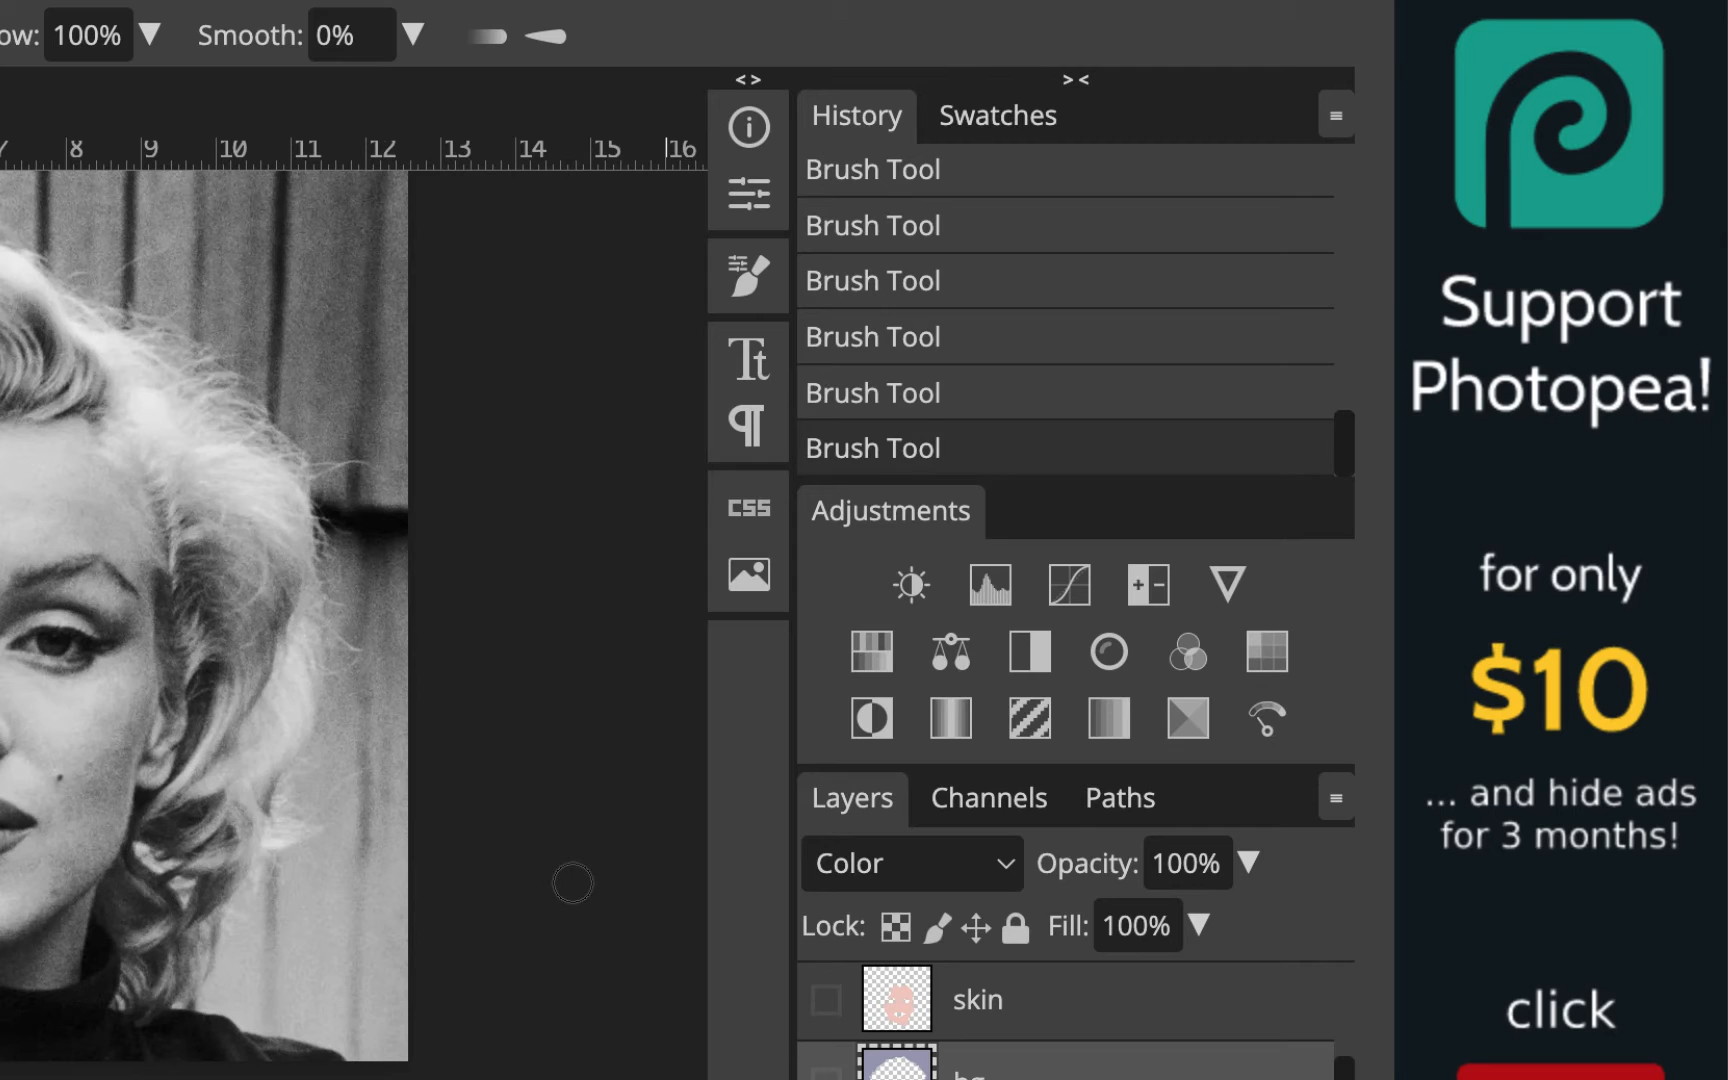 ow: 100% Smooth: 0%
< > > <
History Swatches
8 9 10 11 12 13 14 15 16
Brush Tool
Brush Tool
Brush Tool
Brush Tool
Brush Tool
Brush Tool
Tt
¶
CSS
Adjustments
Layers Channels Paths
Color Opacity: 100%
Lock: Fill: 100%
skin
Support
Photopea!
for only
$10
... and hide ads
for 3 months!
click